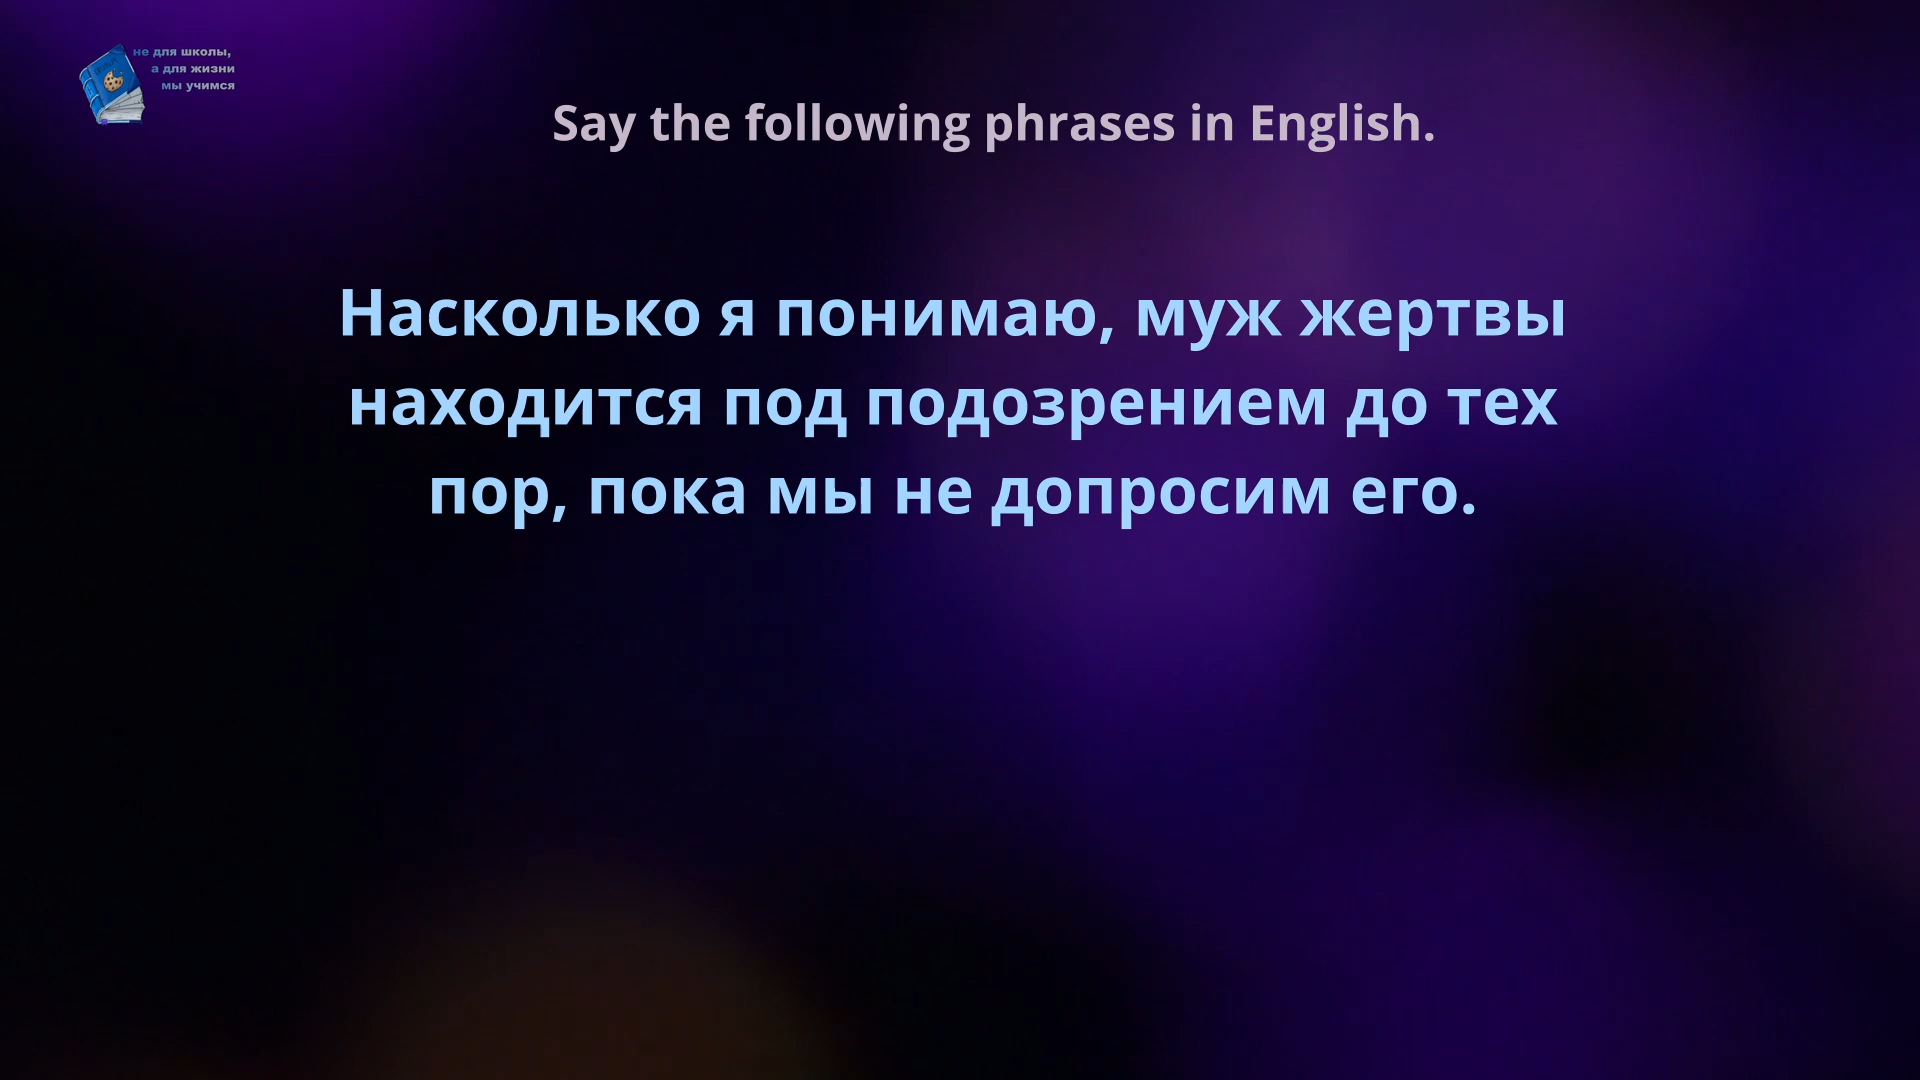 не для школы,
а для жизни
мы учимся
Say the following phrases in English.
Насколько я понимаю, муж жертвы
находится под подозрением до тех
пор, пока мы не допросим его.